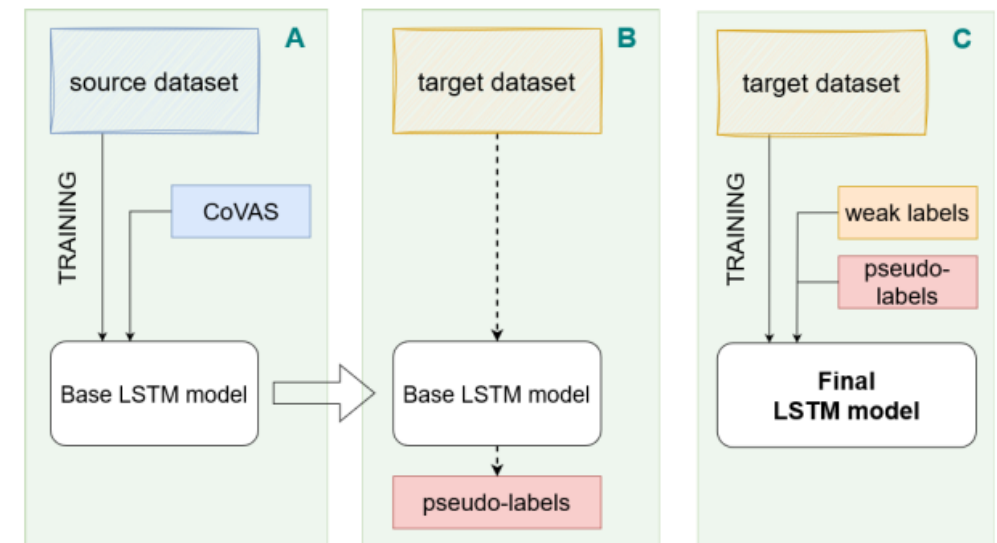 A
source dataset
TRAINING
CoVAS
Base LSTM model
B
target dataset
Base LSTM model
pseudo-labels
C
target dataset
TRAINING
weak labels
pseudo-
labels
Final
LSTM model